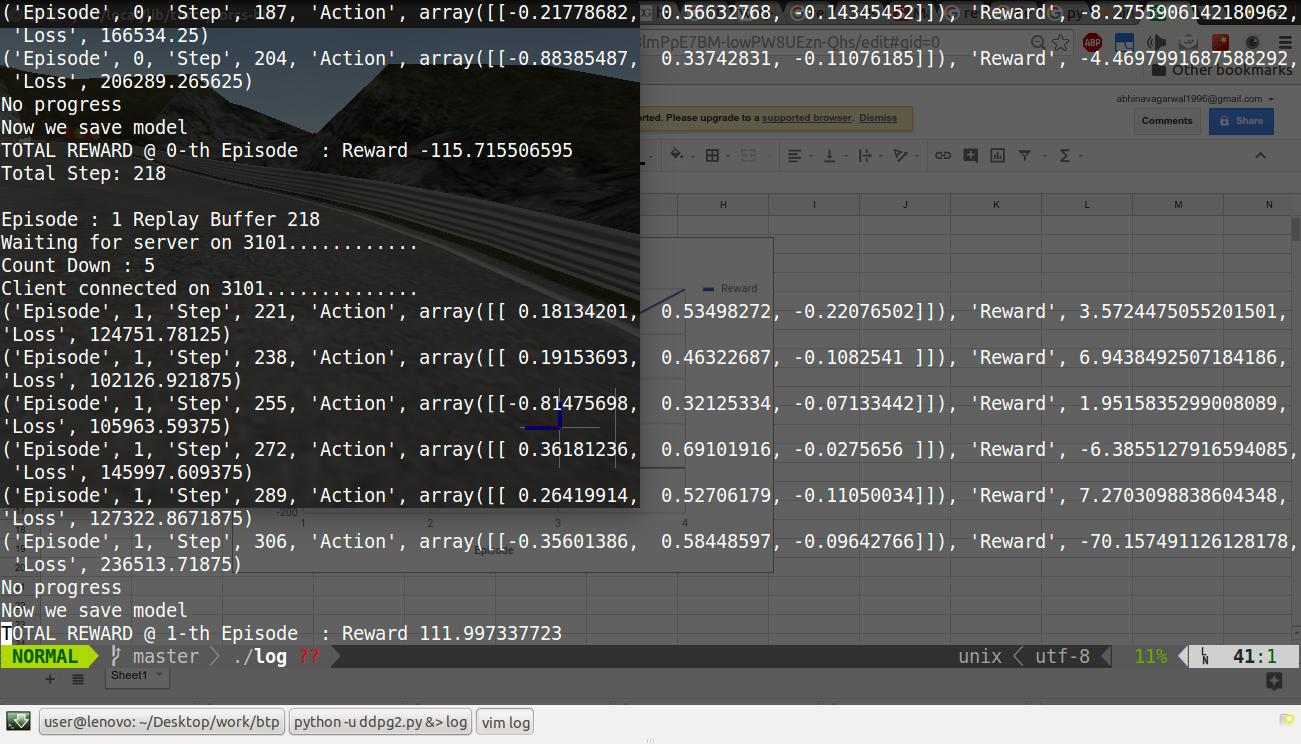 ('Episode', 0, 'Step', 187, 'Action', array([[-0.21778682,  0.56632768, -0.14345452]]), 'Reward', -8.2755906142180962,
'Loss', 166534.25)
('Episode', 0, 'Step', 204, 'Action', array([[-0.88385487,  0.33742831, -0.11076185]]), 'Reward', -4.4697991687588292,
'Loss', 206289.265625)
No progress
Now we save model
TOTAL REWARD @ 0-th Episode  : Reward -115.715506595
Total Step: 218
Episode : 1 Replay Buffer 218
Waiting for server on 3101............
Count Down : 5
Client connected on 3101..............
('Episode', 1, 'Step', 221, 'Action', array([[ 0.18134201,  0.53498272, -0.22076502]]), 'Reward', 3.5724475055201501,
'Loss', 124751.78125)
('Episode', 1, 'Step', 238, 'Action', array([[ 0.19153693,  0.46322687, -0.1082541 ]]), 'Reward', 6.9438492507184186,
'Loss', 102126.921875)
('Episode', 1, 'Step', 255, 'Action', array([[-0.81475698,  0.32125334, -0.07133442]]), 'Reward', 1.9515835299008089,
'Loss', 105963.59375)
('Episode', 1, 'Step', 272, 'Action', array([[ 0.36181236,  0.69101916, -0.0275656 ]]), 'Reward', -6.3855127916594085,
'Loss', 145997.609375)
('Episode', 1, 'Step', 289, 'Action', array([[ 0.26419914,  0.52706179, -0.11050034]]), 'Reward', 7.2703098838604348,
'Loss', 127322.8671875)
('Episode', 1, 'Step', 306, 'Action', array([[-0.35601386,  0.58448597, -0.09642766]]), 'Reward', -70.157491126128178,
'Loss', 236513.71875)
No progress
Now we save model
TOTAL REWARD @ 1-th Episode  : Reward 111.997337723
NORMAL master ./log ?? unix utf-8 11% LN 41:1
lmPpE7BM-lowPW8UEzn-Qhs/edit#gid=0
ABP
Other bookmarks
abhinavagarwal1996@gmail.com
rted. Please upgrade to a supported browser. Dismiss
Comments Share
H I J K L M N
Reward
-200
1 2 3 4
Episode
Sheet1
user@lenovo: ~/Desktop/work/btp
python -u ddpg2.py &> log
vim log